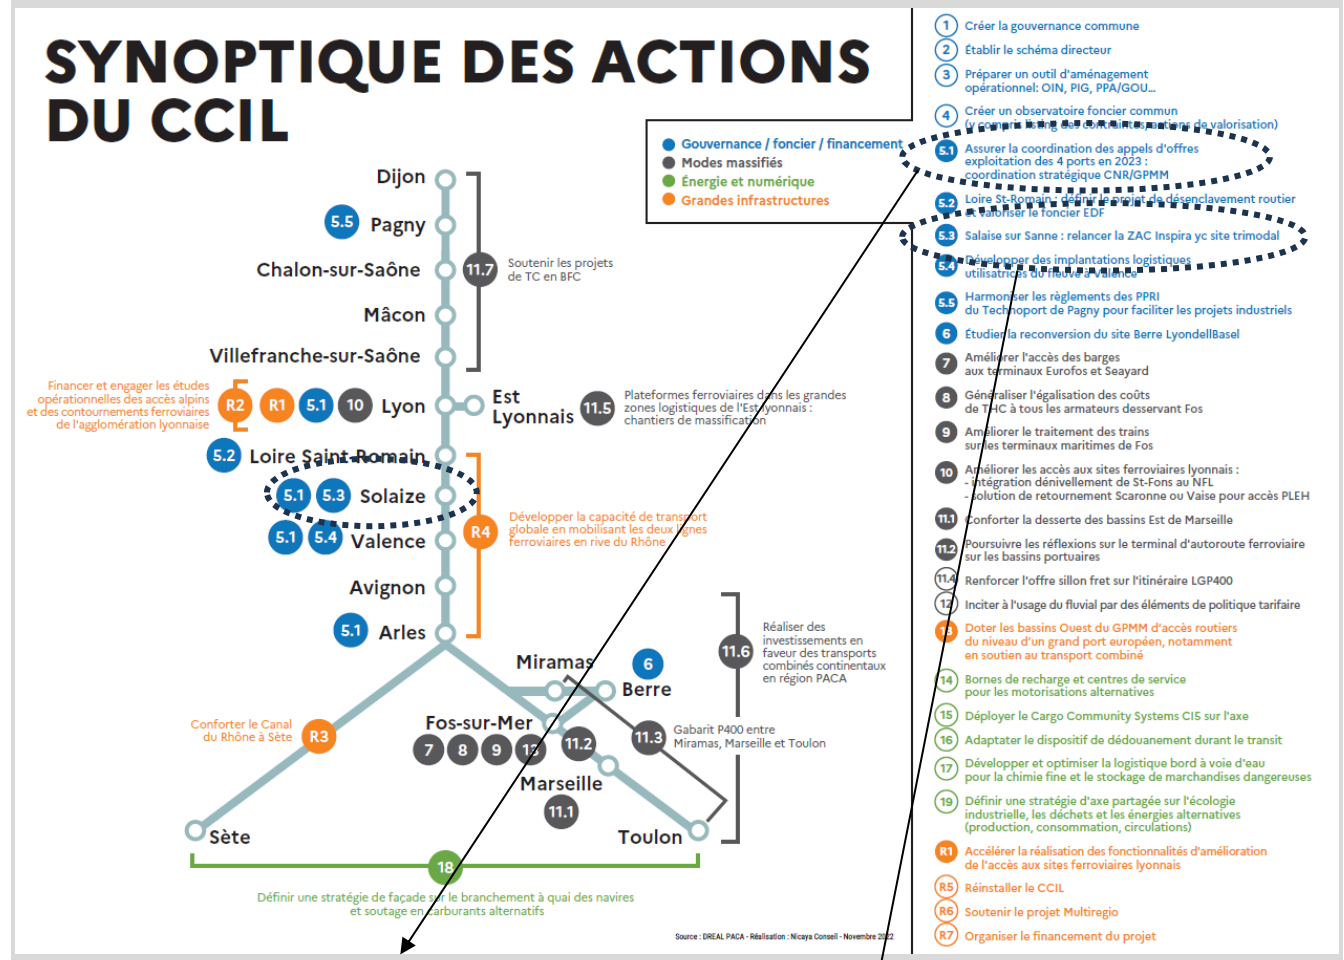 SYNOPTIQUE DES ACTIONS
DU CCIL
Gouvernance / foncier / financement
Modes massifiés
Énergie et numérique
Grandes infrastructures
Dijon
5.5 Pagny
Chalon-sur-Saône
11.7 Soutenir les projets
de TC en BFC
Mâcon
Villefranche-sur-Saône
Financer et engager les études
opérationnelles des accès alpins
et des contournements ferroviaires
de l'agglomération lyonnaise
R2 R1 5.1 10 Lyon
Est
Lyonnais
11.5
Plateformes ferroviaires dans les grandes
zones logistiques de l'Est lyonnais :
chantiers de massification
5.2 Loire Saint-Romain
5.1 5.3 Solaize
R4
Développer la capacité de transport
globale en mobilisant les deux lignes
ferroviaires en rive du Rhône
5.1 5.4 Valence
Avignon
5.1 Arles
11.6
Réaliser des
investissements en
faveur des transports
combinés continentaux
en région PACA
Miramas
6
Berre
Fos-sur-Mer
7 8 9 13 11.2
11.3
Gabarit P400 entre
Miramas, Marseille et Toulon
Conforter le Canal
du Rhône à Sète
R3
Marseille
11.1
Sète
Toulon
18
Définir une stratégie de façade sur le branchement à quai des navires
et soutage en carburants alternatifs
Source : DREAL PACA - Réalisation : Nicaya Conseil - Novembre 2022
1 Créer la gouvernance commune
2 Établir le schéma directeur
3 Préparer un outil d'aménagement
opérationnel: OIN, PIG, PPA/GOU...
4 Créer un observatoire foncier commun
(y compris listing des contraintes, actions de valorisation)
5.1 Assurer la coordination des appels d'offres
exploitation des 4 ports en 2023 :
coordination stratégique CNR/GPMM
5.2 Loire St-Romain : définir le projet de désenclavement routier
et valoriser le foncier EDF
5.3 Salaise sur Sanne : relancer la ZAC Inspira yc site trimodal
5.4 Développer des implantations logistiques
utilisatrices du fleuve à Valence
5.5 Harmoniser les règlements des PPRI
du Technoport de Pagny pour faciliter les projets industriels
6 Étudier la reconversion du site Berre LyondellBasel
7 Améliorer l'accès des barges
aux terminaux Eurofos et Seayard
8 Généraliser l'égalisation des coûts
de THC à tous les armateurs desservant Fos
9 Améliorer le traitement des trains
sur les terminaux maritimes de Fos
10 Améliorer les accès aux sites ferroviaires lyonnais :
- intégration dénivellement de St-Fons au NFL
- solution de retournement Scaronne ou Vaise pour accès PLEH
11.1 Conforter la desserte des bassins Est de Marseille
11.2 Poursuivre les réflexions sur le terminal d'autoroute ferroviaire
sur les bassins portuaires
11.4 Renforcer l'offre sillon fret sur l'itinéraire LGP400
12 Inciter à l'usage du fluvial par des éléments de politique tarifaire
13 Doter les bassins Ouest du GPMM d'accès routiers
du niveau d'un grand port européen, notamment
en soutien au transport combiné
14 Bornes de recharge et centres de service
pour les motorisations alternatives
15 Déployer le Cargo Community Systems CI5 sur l'axe
16 Adaptater le dispositif de dédouanement durant le transit
17 Développer et optimiser la logistique bord à voie d'eau
pour la chimie fine et le stockage de marchandises dangereuses
19 Définir une stratégie d'axe partagée sur l'écologie
industrielle, les déchets et les énergies alternatives
(production, consommation, circulations)
R1 Accélérer la réalisation des fonctionnalités d'amélioration
de l'accès aux sites ferroviaires lyonnais
R5 Réinstaller le CCIL
R6 Soutenir le projet Multiregio
R7 Organiser le financement du projet